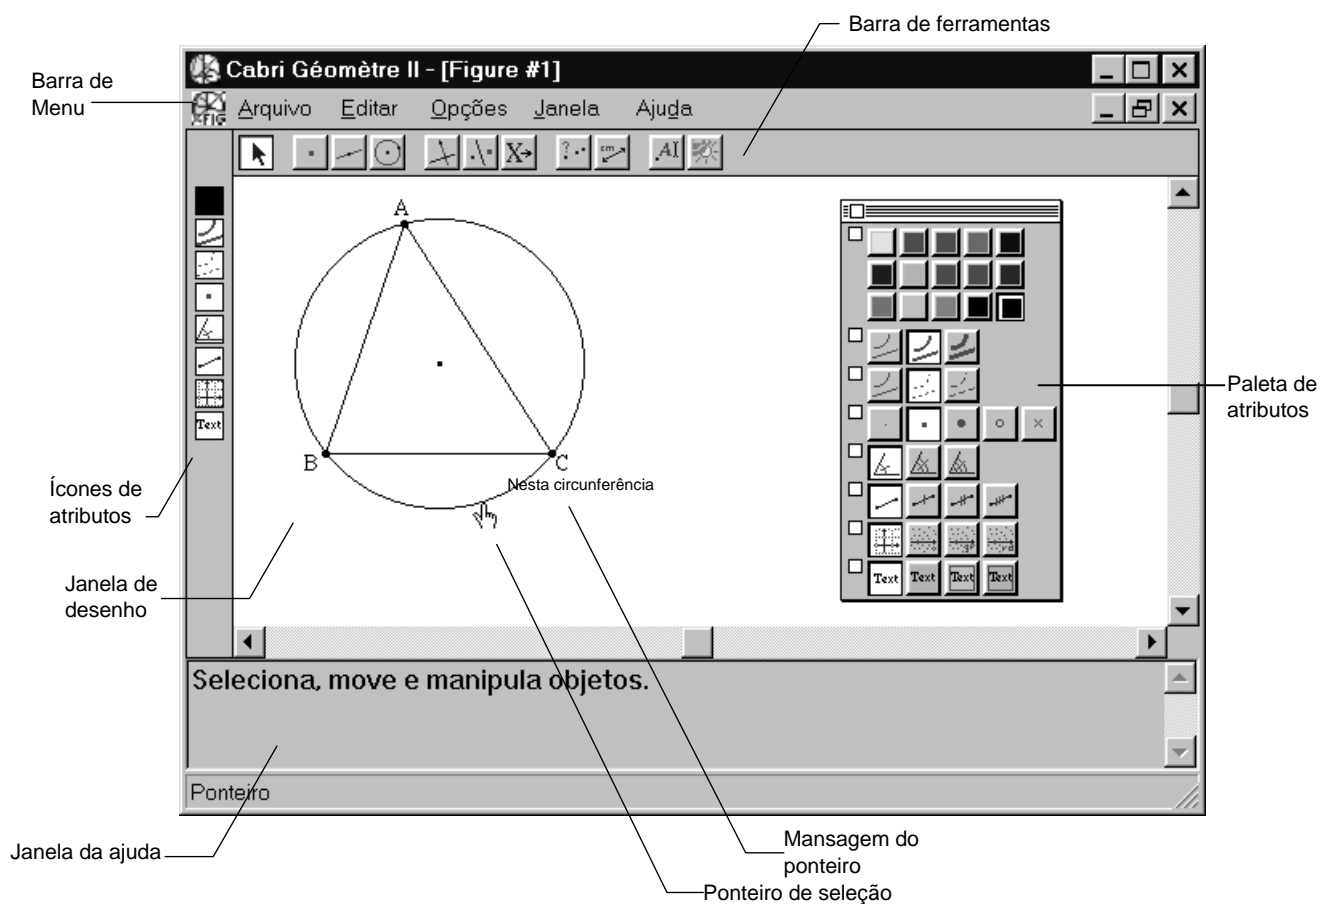 Barra de ferramentas
Cabri Géomètre II - [Figure #1]
Barra de
Menu
FIG
Arquivo Editar Opções Janela Ajuda
? cm .AI
X
A
B
C
Nesta circunferência
Text
Text Text Text Text
Paleta de
atributos
Ícones de
atributos
Janela de
desenho
Seleciona, move e manipula objetos.
Ponteiro
Janela da ajuda
Mansagem do
ponteiro
Ponteiro de seleção